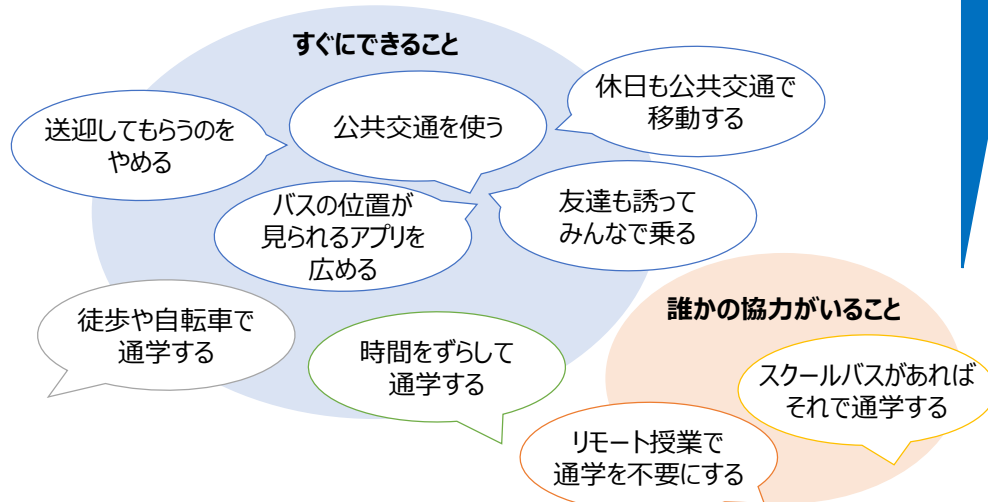 すぐにできること
送迎してもらうのを
やめる
公共交通を使う
休日も公共交通で
移動する
バスの位置が
見られるアプリを
広める
友達も誘って
みんなで乗る
徒歩や自転車で
通学する
時間をずらして
通学する
誰かの協力がいること
スクールバスがあれば
それで通学する
リモート授業で
通学を不要にする